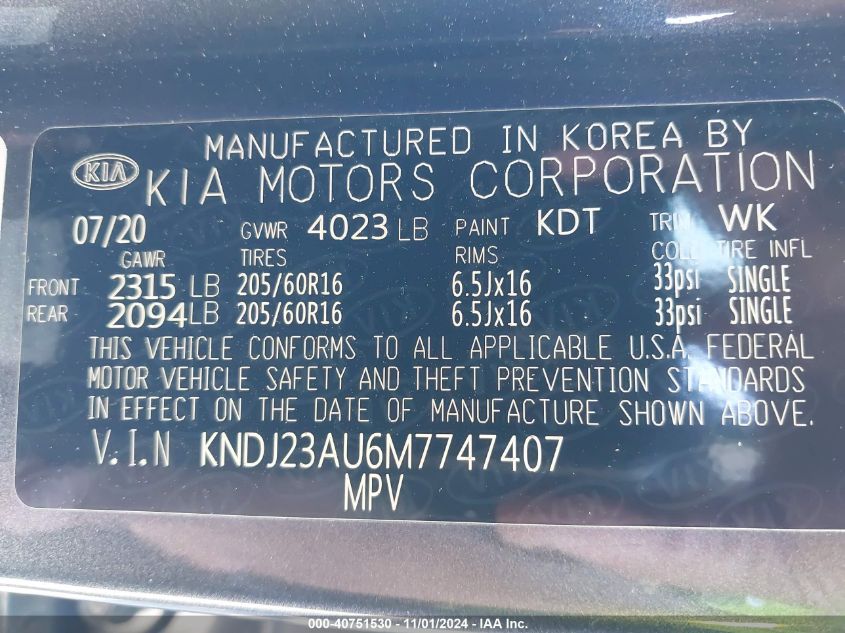 MANUFACTURED IN KOREA BY
KIA KIA MOTORS CORPORATION
07/20 GVWR 4023 LB PAINT KDT TRIM WK
GAWR TIRES RIMS COLD TIRE INFL
FRONT 2315 LB 205/60R16 6.5Jx16 33psi SINGLE
REAR 2094 LB 205/60R16 6.5Jx16 33psi SINGLE
THIS VEHICLE CONFORMS TO ALL APPLICABLE U.S.A. FEDERAL
MOTOR VEHICLE SAFETY AND THEFT PREVENTION STANDARDS
IN EFFECT ON THE DATE OF MANUFACTURE SHOWN ABOVE.
V.I.N KNDJ23AU6M7747407
MPV
000-40751530 - 11/01/2024 - IAA Inc.